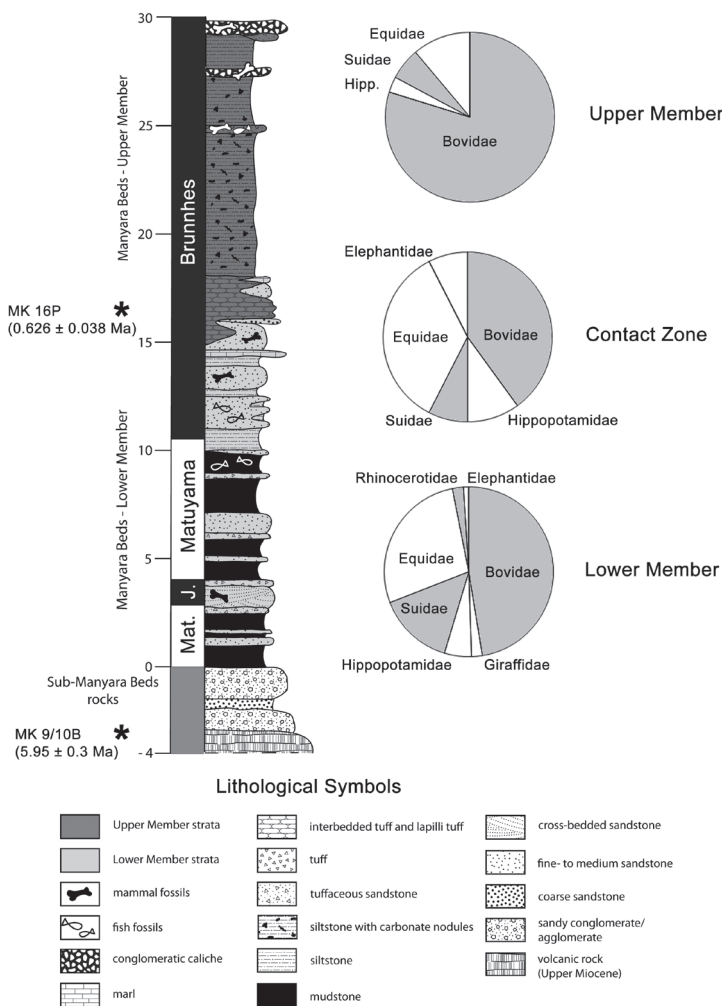 30
25
20
15
10
5
0
- 4
Manyara Beds - Upper Member
Manyara Beds - Lower Member
Brunnhes
Matuyama
J.
Mat.
MK 16P
(0.626 ± 0.038 Ma)
*
Sub-Manyara Beds
rocks
MK 9/10B
(5.95 ± 0.3 Ma)
*
Equidae
Suidae
Hipp.
Bovidae
Upper Member
Elephantidae
Equidae
Bovidae
Suidae
Hippopotamidae
Contact Zone
Rhinocerotidae
Elephantidae
Equidae
Bovidae
Suidae
Hippopotamidae
Giraffidae
Lower Member
Lithological Symbols
Upper Member strata
Lower Member strata
mammal fossils
fish fossils
conglomeratic caliche
marl
interbedded tuff and lapilli tuff
tuff
tuffaceous sandstone
siltstone with carbonate nodules
siltstone
mudstone
cross-bedded sandstone
fine- to medium sandstone
coarse sandstone
sandy conglomerate/
agglomerate
volcanic rock
(Upper Miocene)